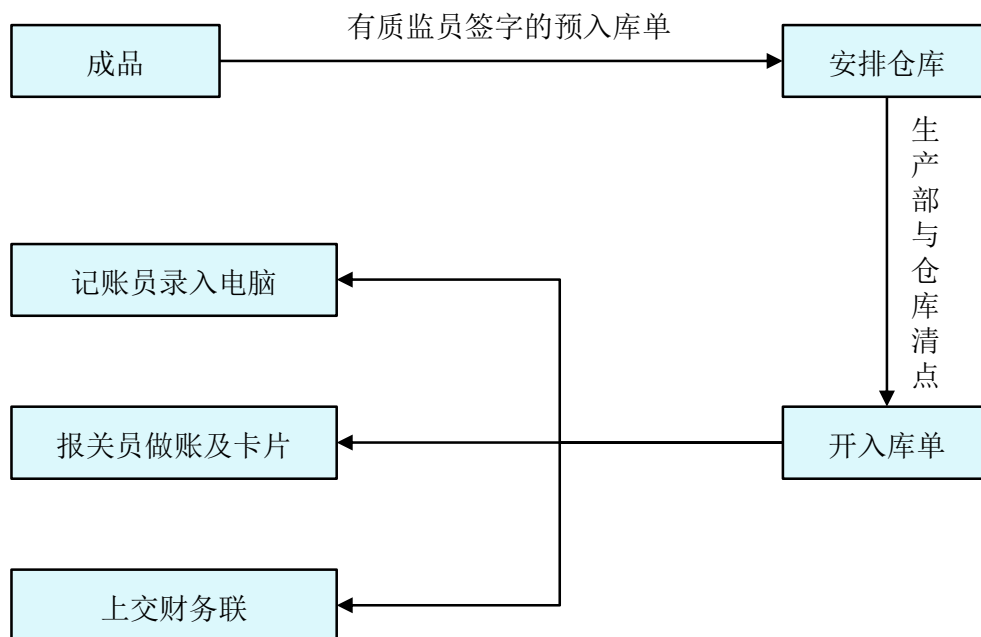 有质监员签字的预入库单
成品
安排仓库
生产部与仓库清点
记账员录入电脑
报关员做账及卡片
开入库单
上交财务联